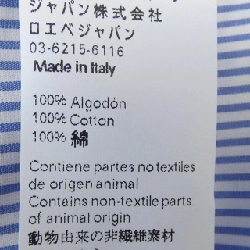 ジャパン株式会社
ロエベジャパン
03-6215-6116
Made in Italy
100% Algodón
100% Cotton
100% 綿
Contiene partes no textiles
de origen animal
Contains non-textile parts
of animal origin
動物由来の非繊維素材